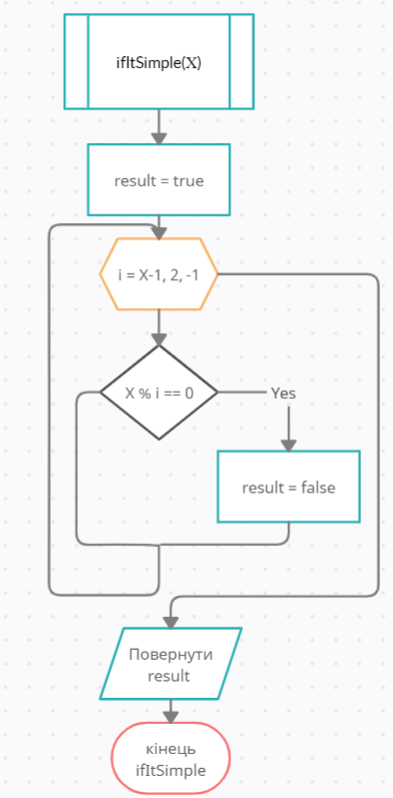 ifItSimple(X)
result = true
i = X-1, 2, -1
X % i == 0
Yes
result = false
Повернути
result
кінець
ifItSimple